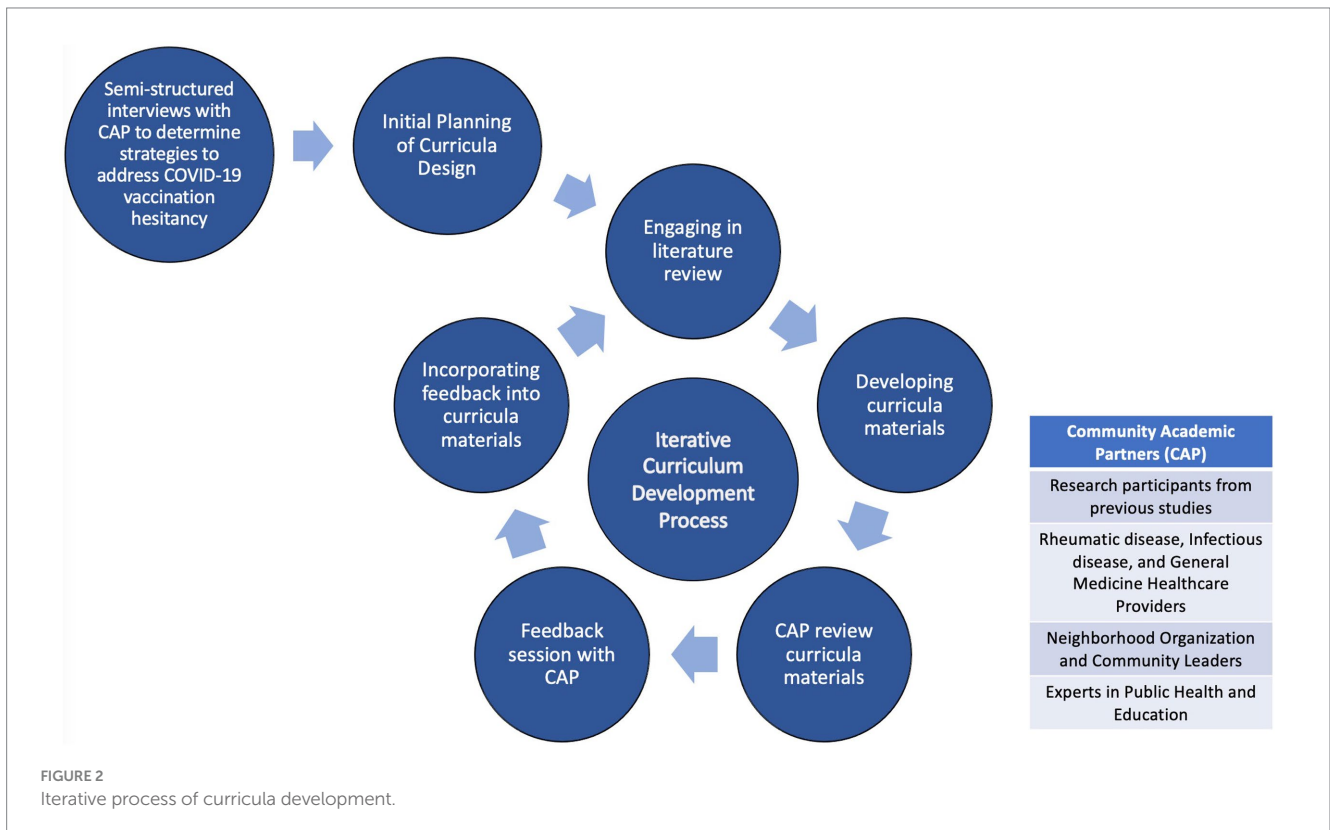 Semi-structured
interviews with
CAP to determine
strategies to
address COVID-19
vaccination
hesitancy
Initial Planning
of Curricula
Design
Engaging in
literature
review
Developing
curricula
materials
CAP review
curricula
materials
Feedback
session with
CAP
Incorporating
feedback into
curricula
materials
Iterative
Curriculum
Development
Process
Community Academic
Partners (CAP)
Research participants from
previous studies
Rheumatic disease, Infectious
disease, and General
Medicine Healthcare
Providers
Neighborhood Organization
and Community Leaders
Experts in Public Health and
Education
FIGURE 2
Iterative process of curricula development.